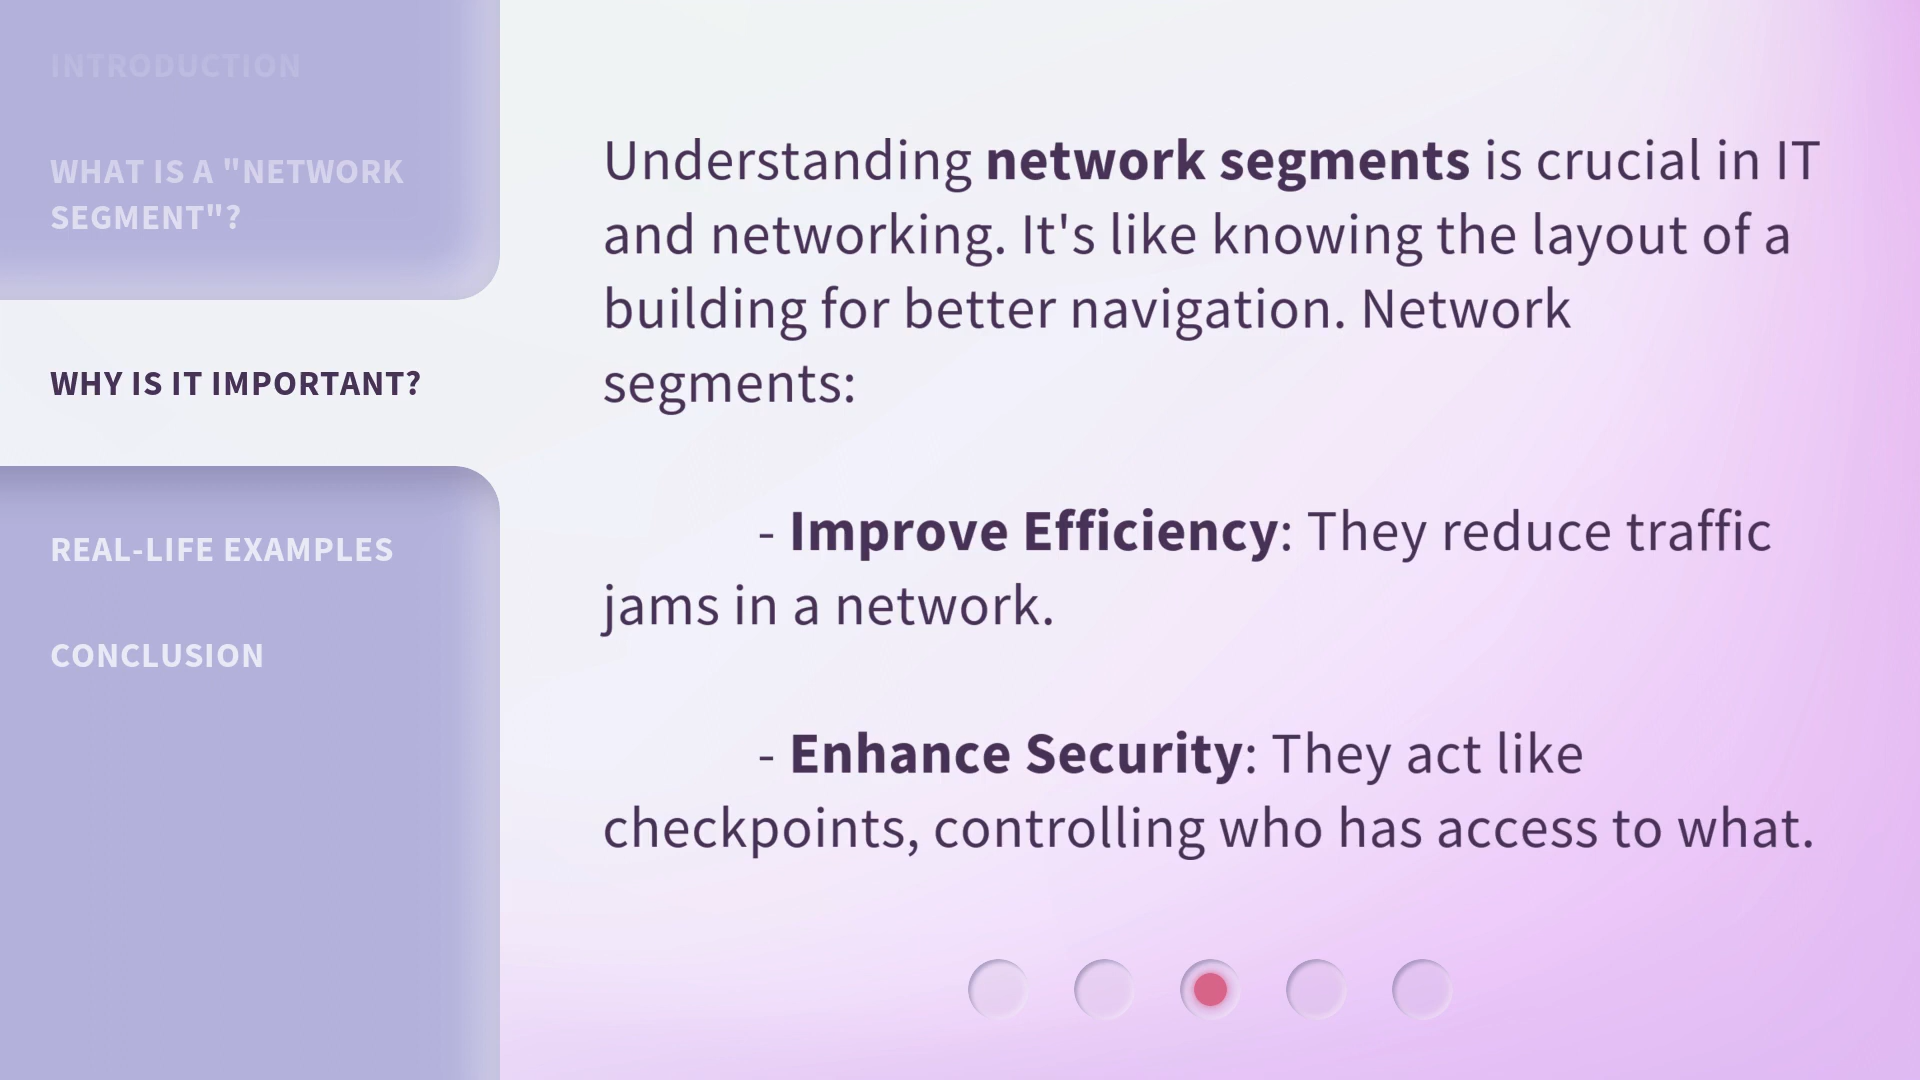 INTRODUCTION
WHAT IS A "NETWORK
SEGMENT"?
WHY IS IT IMPORTANT?
REAL-LIFE EXAMPLES
CONCLUSION
Understanding network segments is crucial in IT
and networking. It's like knowing the layout of a
building for better navigation. Network
segments:
- Improve Efficiency: They reduce traffic
jams in a network.
- Enhance Security: They act like
checkpoints, controlling who has access to what.